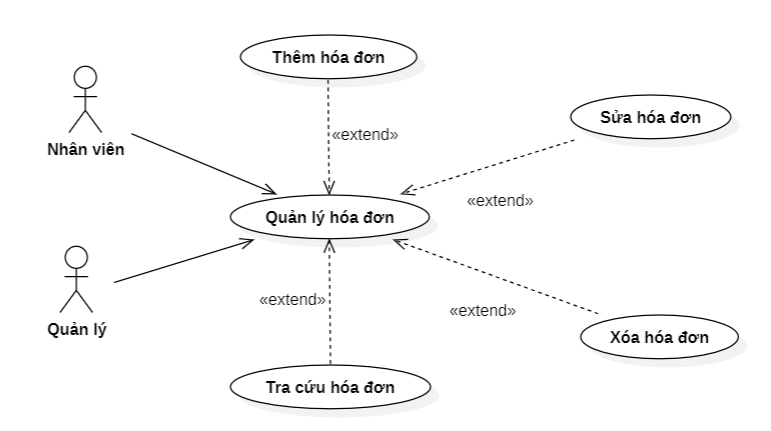 Thêm hóa đơn
Sửa hóa đơn
Nhân viên
«extend»
«extend»
Quản lý hóa đơn
«extend»
«extend»
Quản lý
Xóa hóa đơn
Tra cứu hóa đơn